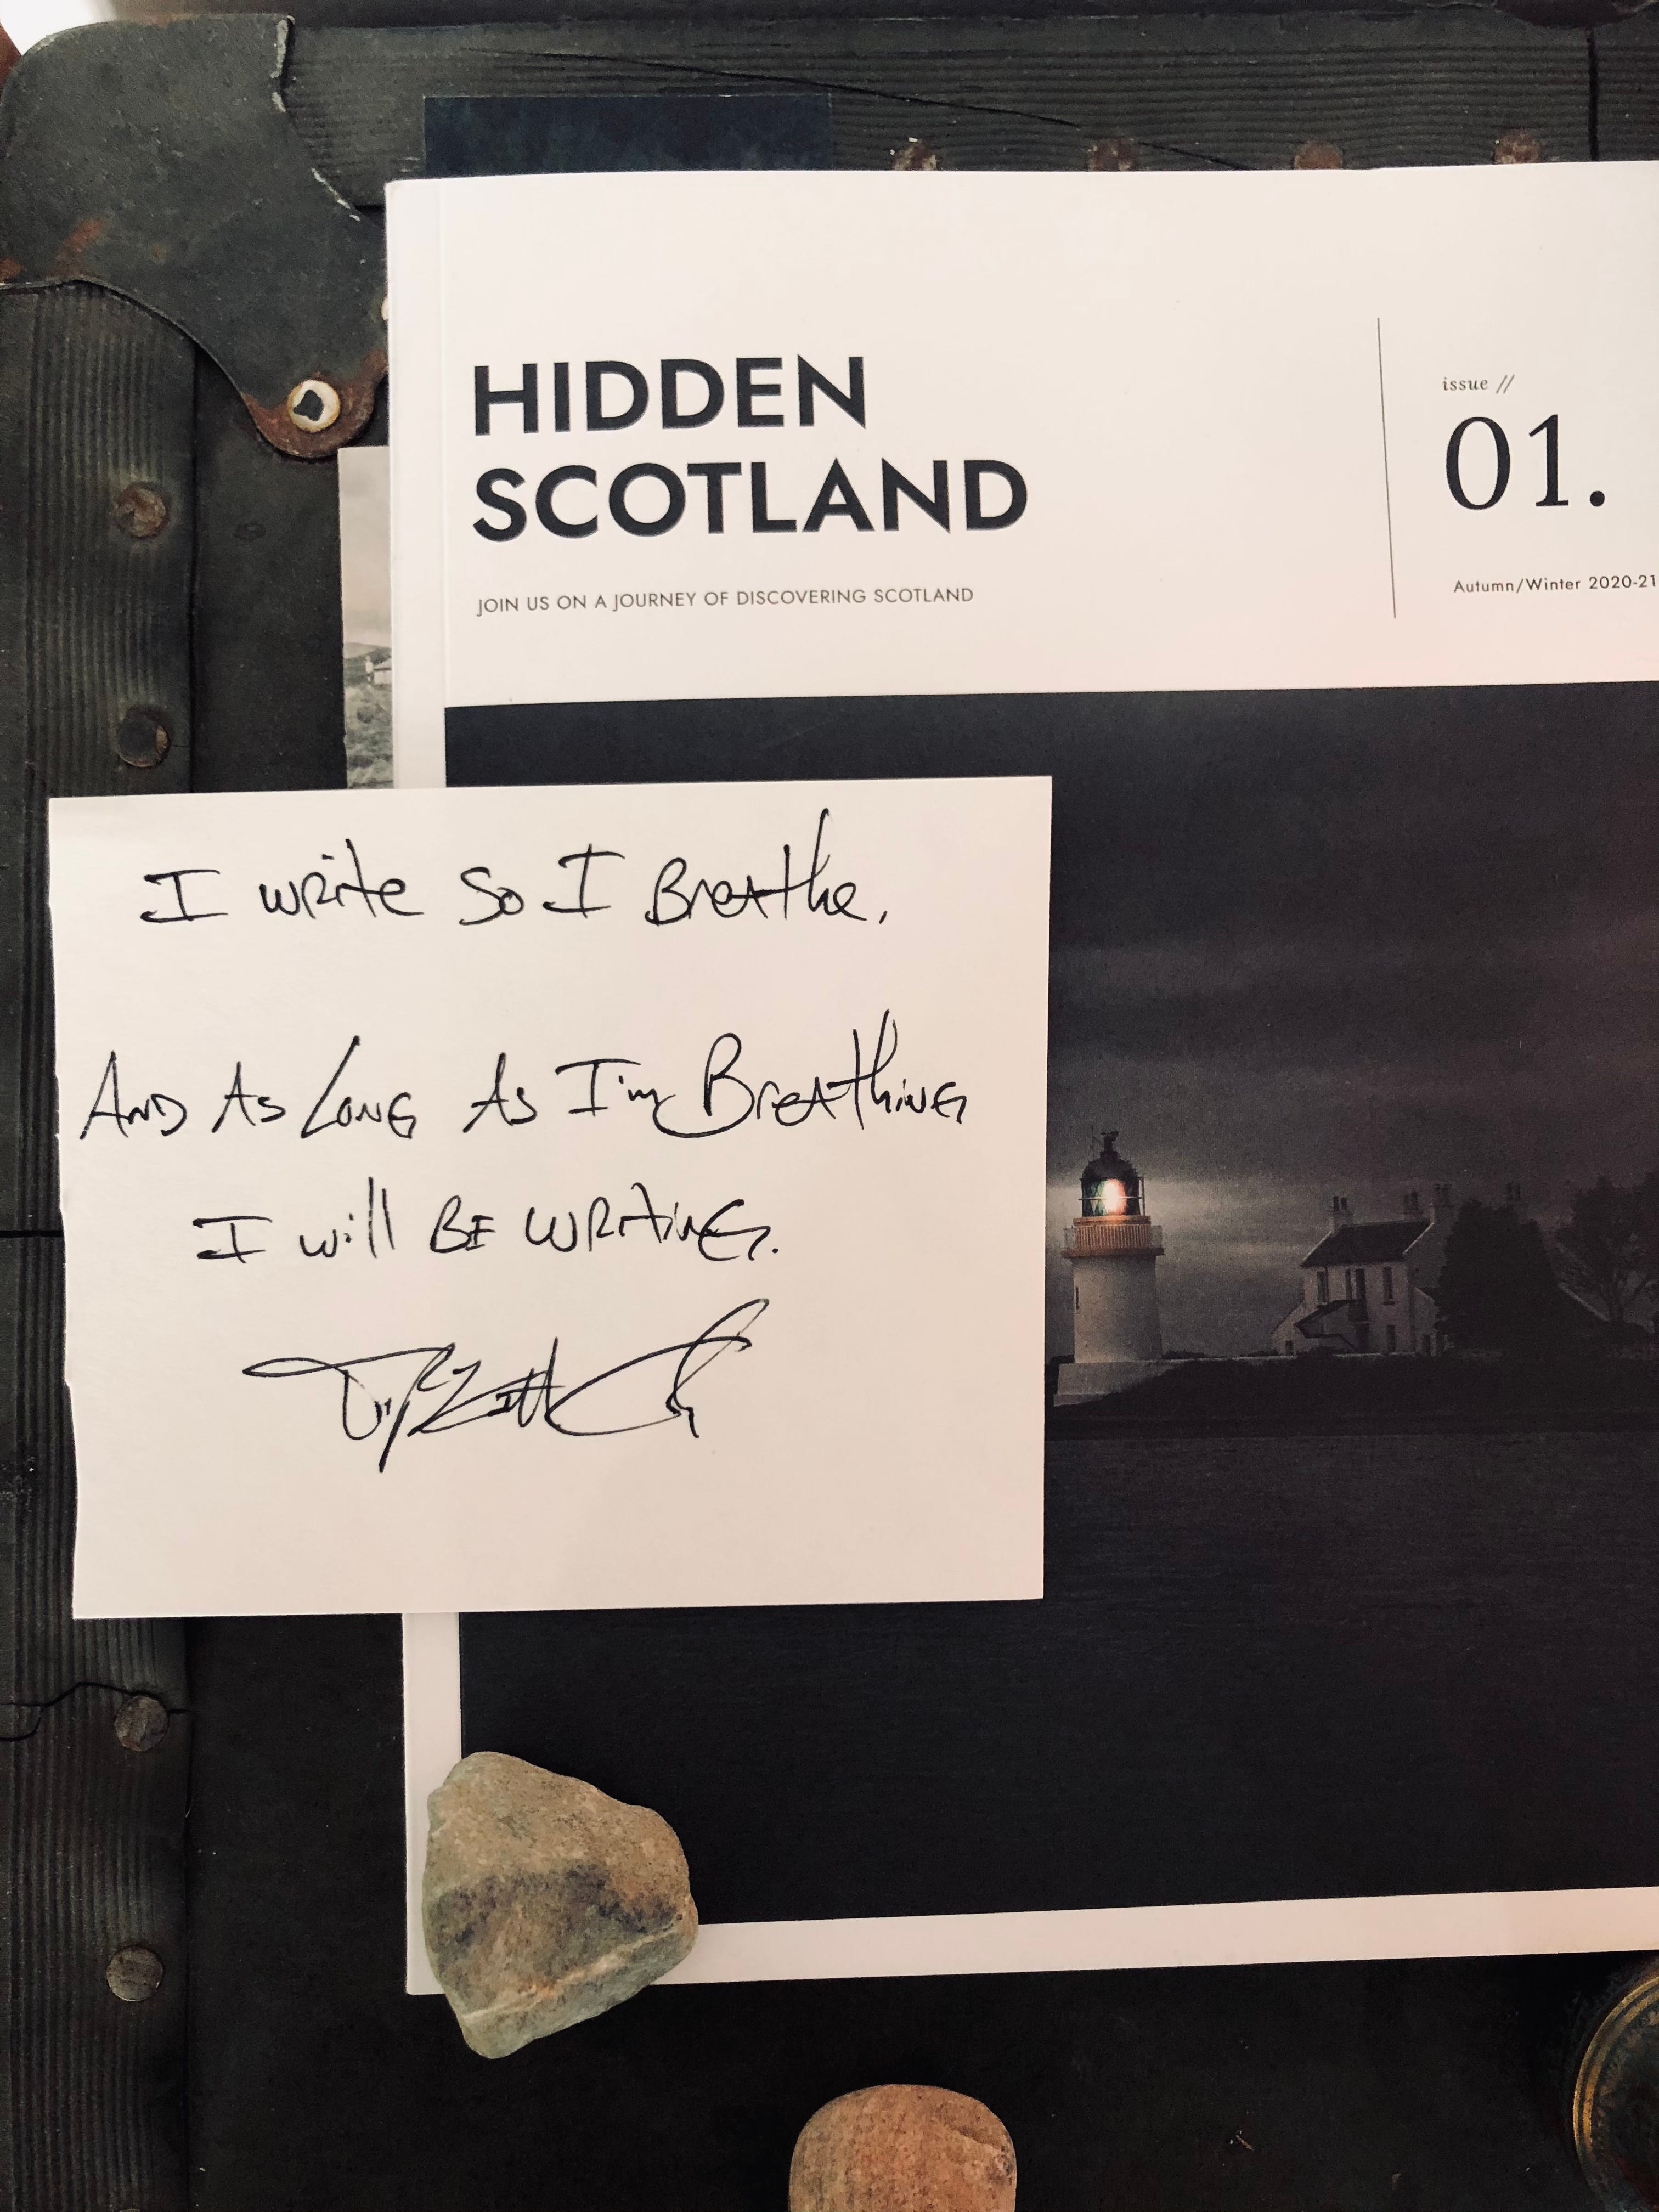 HIDDEN
SCOTLAND
JOIN US ON A JOURNEY OF DISCOVERING SCOTLAND
issue //
01.
Autumn/Winter 2020-21
I write so I Breathe.
And As Long As I'm Breathing
I will BE writing.